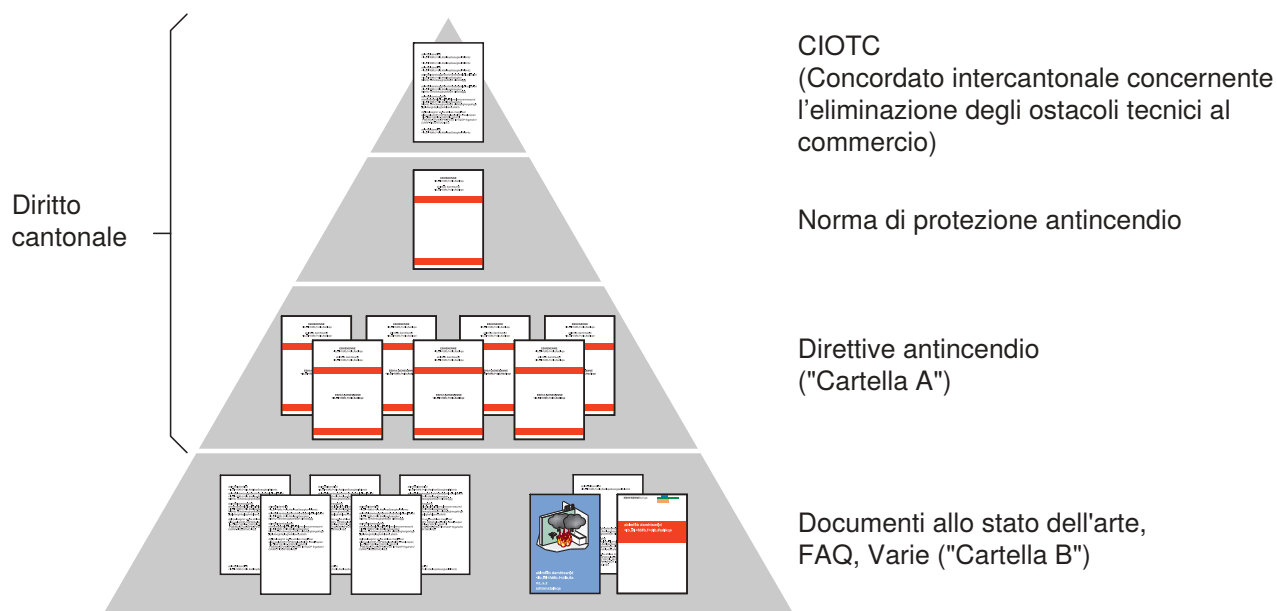 CIOTC
(Concordato intercantonale concernente
l'eliminazione degli ostacoli tecnici al
commercio)
Diritto
cantonale
Norma di protezione antincendio
Direttive antincendio
("Cartella A")
Documenti allo stato dell'arte,
FAQ, Varie ("Cartella B")